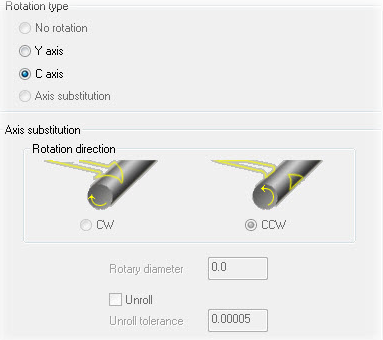 Rotation type
No rotation
Y axis
C axis
Axis substitution
Axis substitution
Rotation direction
CW CCW
Rotary diameter 0.0
Unroll
Unroll tolerance 0.00005